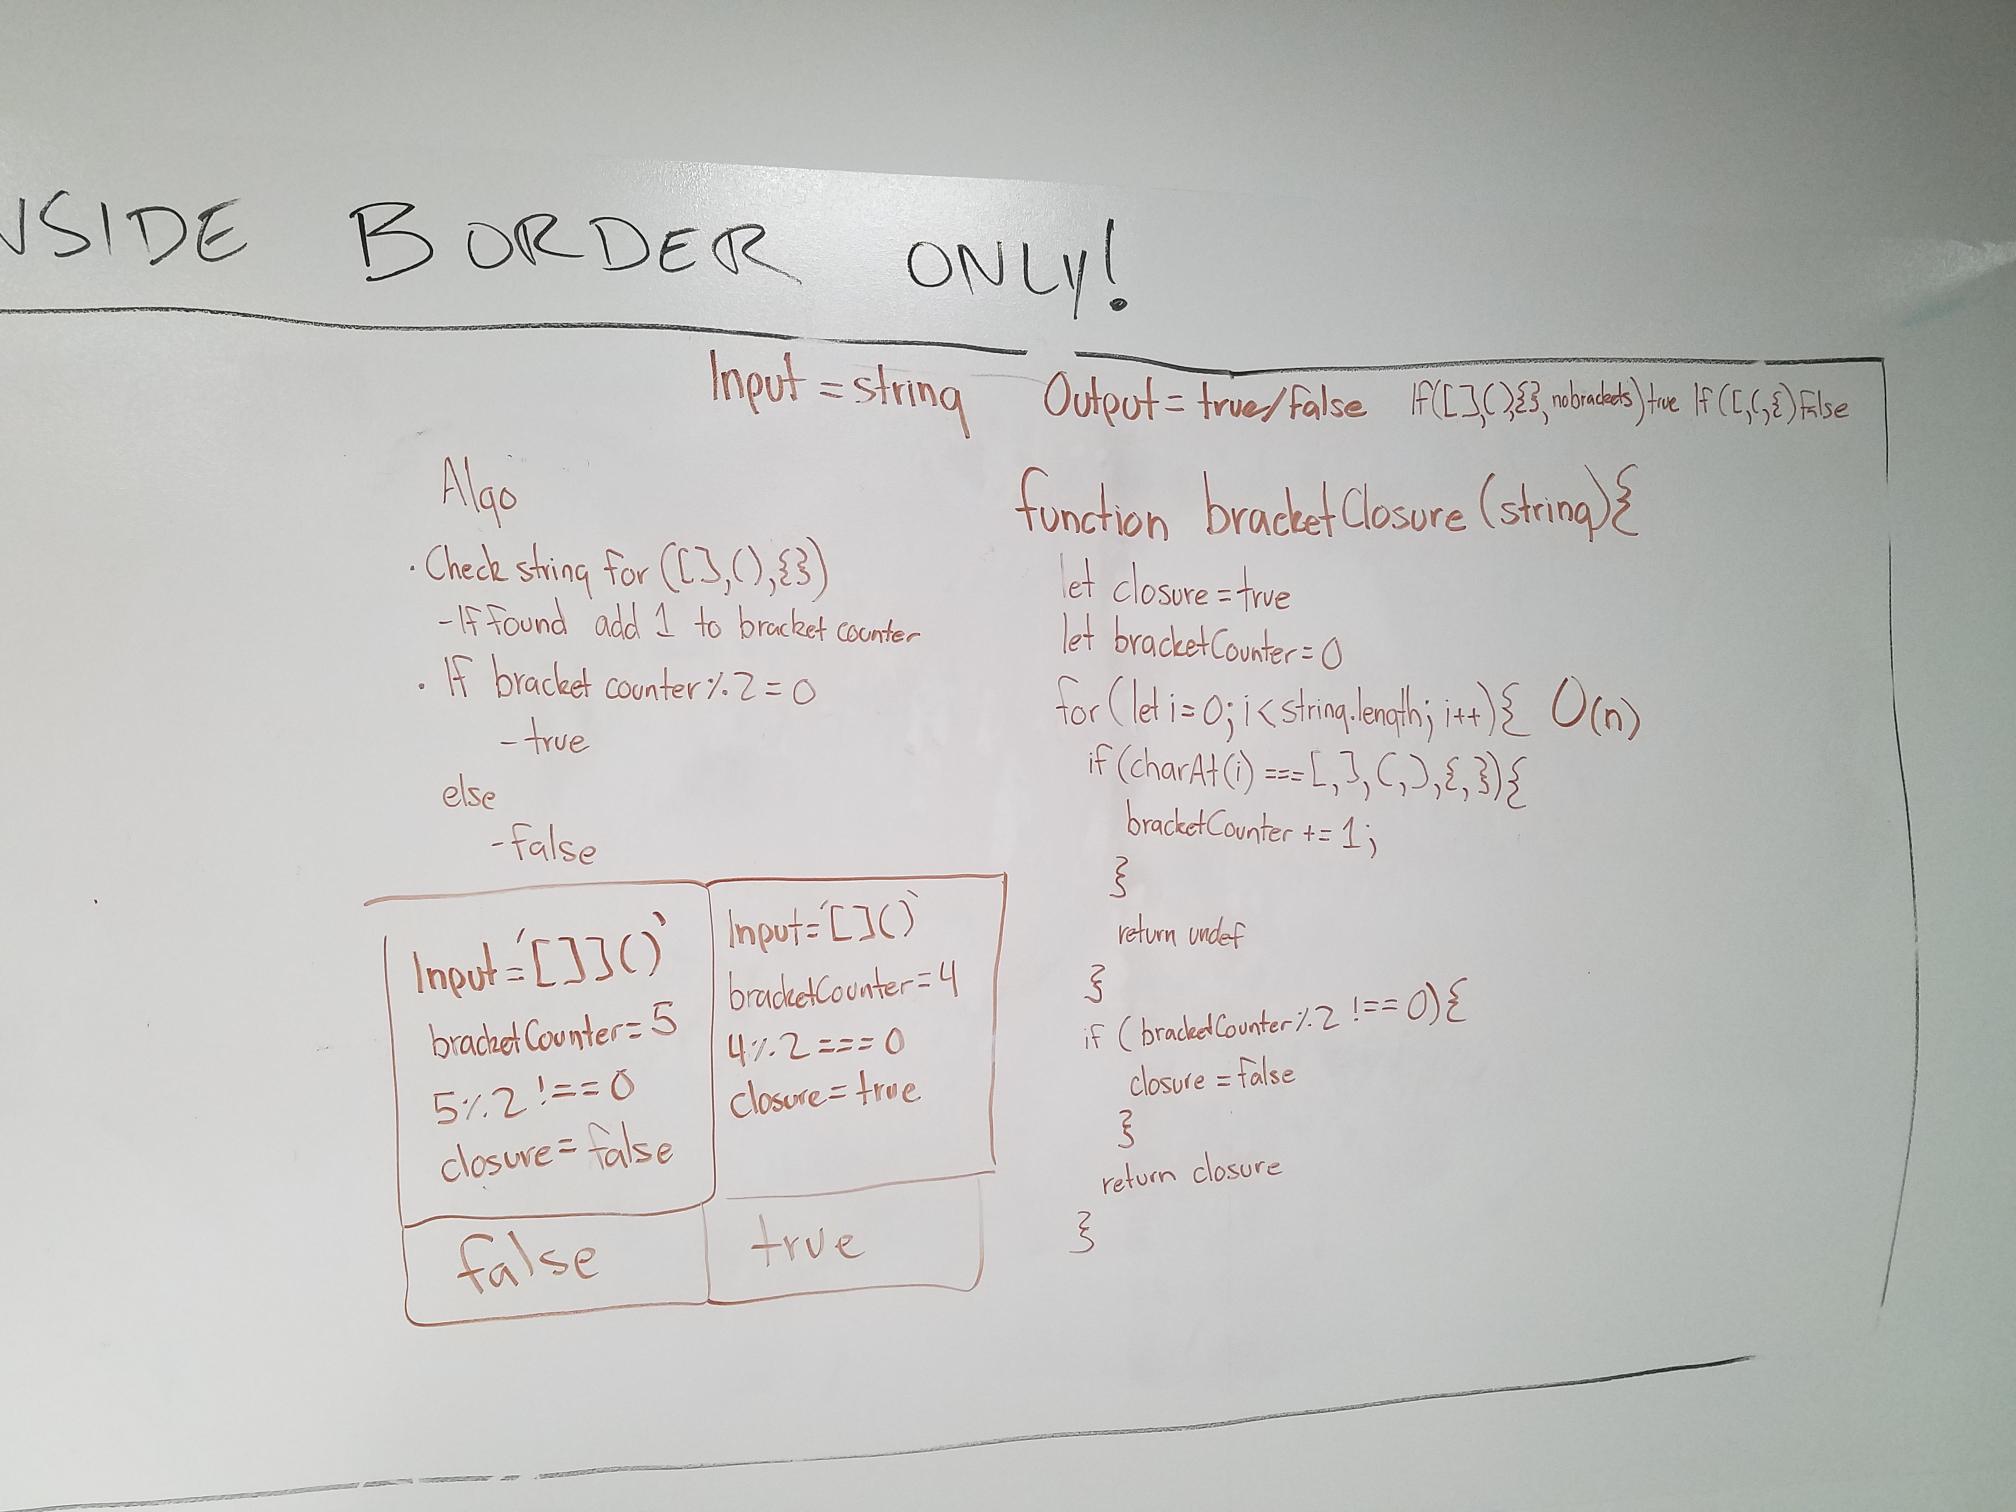 NSIDE BORDER ONLY!
Input = string Output = true/false If([],(),{}, no brackets) true If ([,(,{) false
Algo
· Check string for ([],(),{})
- If found add 1 to bracket counter
· If bracket counter % 2 = 0
- true
else
- false
Input = '[]]()'
bracketCounter = 5
5 % 2 !== 0
closure = false
false
Input = '[]()'
bracketCounter = 4
4 % 2 === 0
closure = true
true
function bracketClosure (string){
let closure = true
let bracketCounter = 0
for (let i = 0; i < string.length; i++){ O(n)
if (charAt(i) === [,],(,),{,}){
bracketCounter += 1;
}
return undef
}
if (bracketCounter % 2 !== 0){
closure = false
}
return closure
}